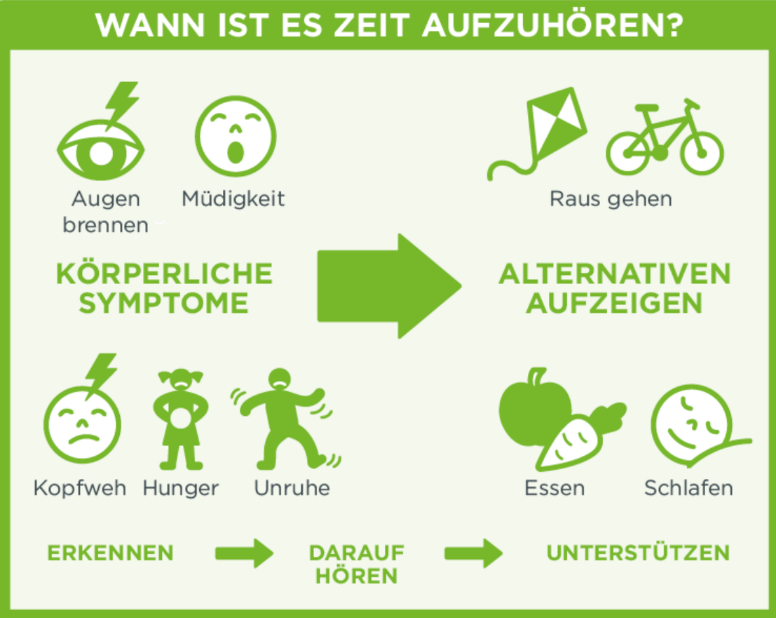 WANN IST ES ZEIT AUFZUHÖREN?
Augen
brennen
Müdigkeit
Raus gehen
KÖRPERLICHE
SYMPTOME
ALTERNATIVEN
AUFZEIGEN
Kopfweh
Hunger
Unruhe
Essen
Schlafen
ERKENNEN
DARAUF
HÖREN
UNTERSTÜTZEN